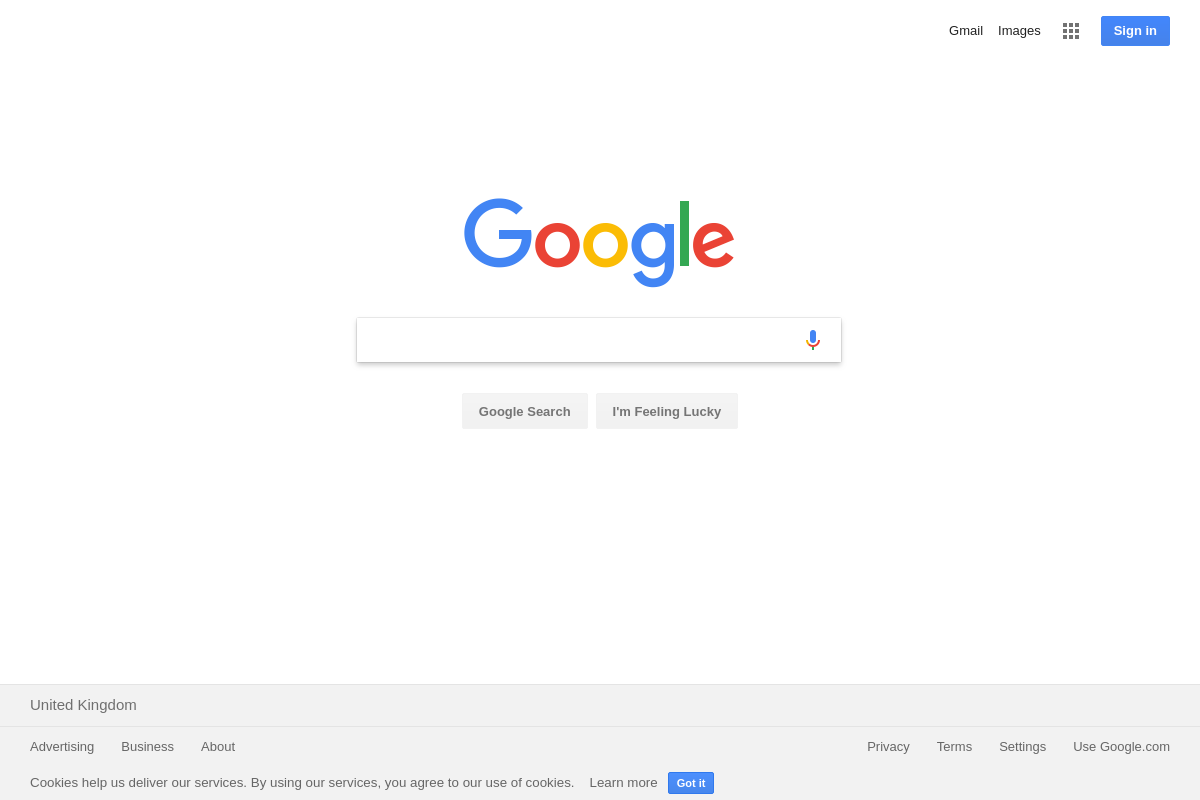 Gmail Images Sign in
Google
Google Search I'm Feeling Lucky
United Kingdom
Advertising Business About Privacy Terms Settings Use Google.com
Cookies help us deliver our services. By using our services, you agree to our use of cookies. Learn more Got it